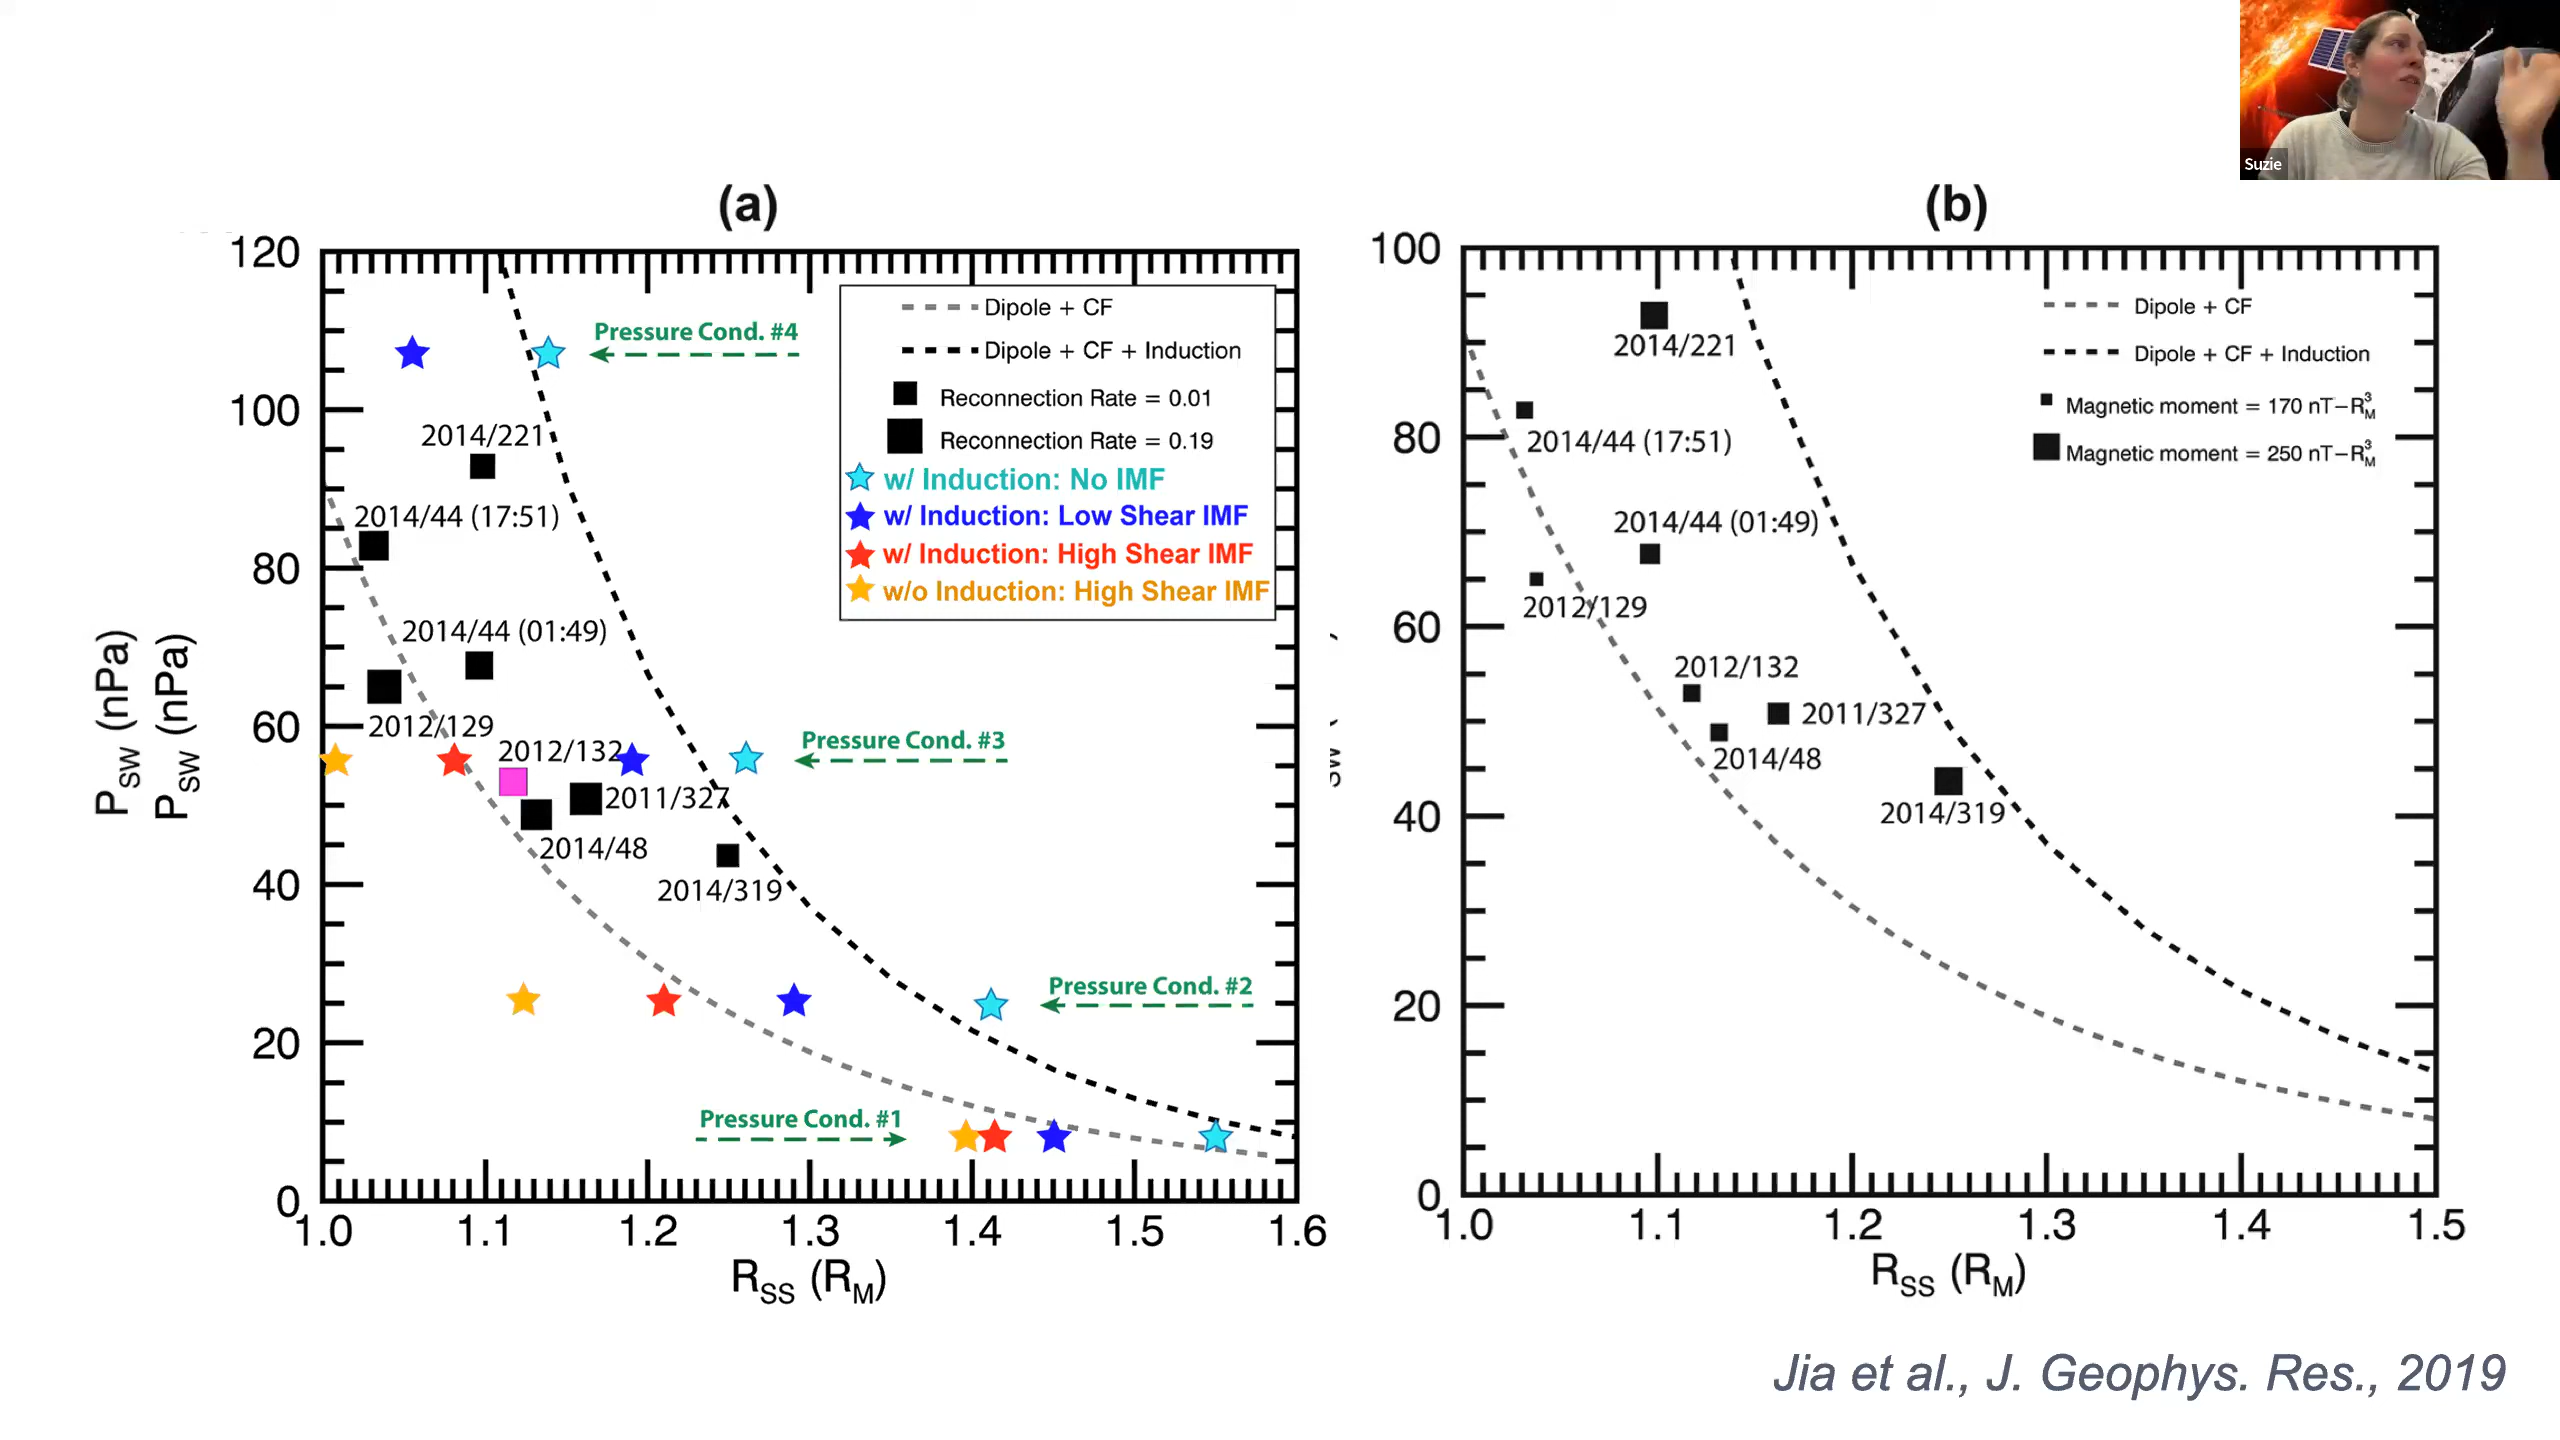 Suzie
(a)
120
100
80
60
40
20
0
1.0 1.1 1.2 1.3 1.4 1.5 1.6
P_SW (nPa)
P_SW (nPa)
R_SS (R_M)
Dipole + CF
Dipole + CF + Induction
Reconnection Rate = 0.01
Reconnection Rate = 0.19
w/ Induction: No IMF
w/ Induction: Low Shear IMF
w/ Induction: High Shear IMF
w/o Induction: High Shear IMF
Pressure Cond. #4
2014/221
2014/44 (17:51)
2014/44 (01:49)
2012/129
2012/132
Pressure Cond. #3
2011/327
2014/48
2014/319
Pressure Cond. #2
Pressure Cond. #1
(b)
100
80
60
40
20
0
1.0 1.1 1.2 1.3 1.4 1.5
R_SS (R_M)
Dipole + CF
Dipole + CF + Induction
Magnetic moment = 170 nT−R_M^3
Magnetic moment = 250 nT−R_M^3
2014/221
2014/44 (17:51)
2014/44 (01:49)
2012/129
2012/132
2011/327
2014/48
2014/319
Jia et al., J. Geophys. Res., 2019